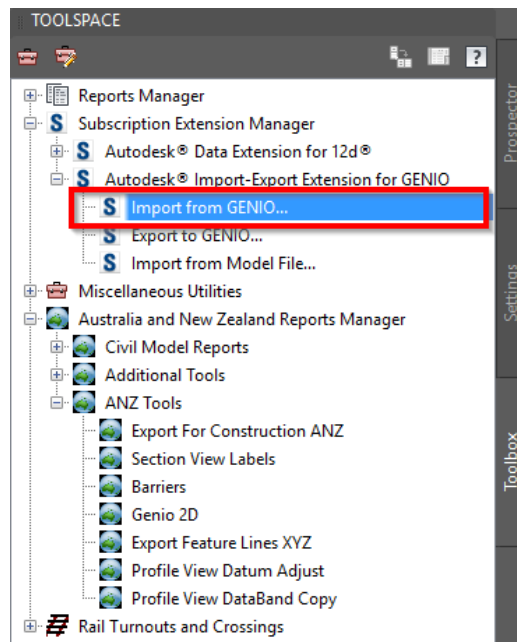 TOOLSPACE
?
Reports Manager
S Subscription Extension Manager
S Autodesk® Data Extension for 12d®
S Autodesk® Import-Export Extension for GENIO
S Import from GENIO...
S Export to GENIO...
S Import from Model File...
Miscellaneous Utilities
Australia and New Zealand Reports Manager
Civil Model Reports
Additional Tools
ANZ Tools
Export For Construction ANZ
Section View Labels
Barriers
Genio 2D
Export Feature Lines XYZ
Profile View Datum Adjust
Profile View DataBand Copy
Rail Turnouts and Crossings
Prospector
Settings
Toolbox